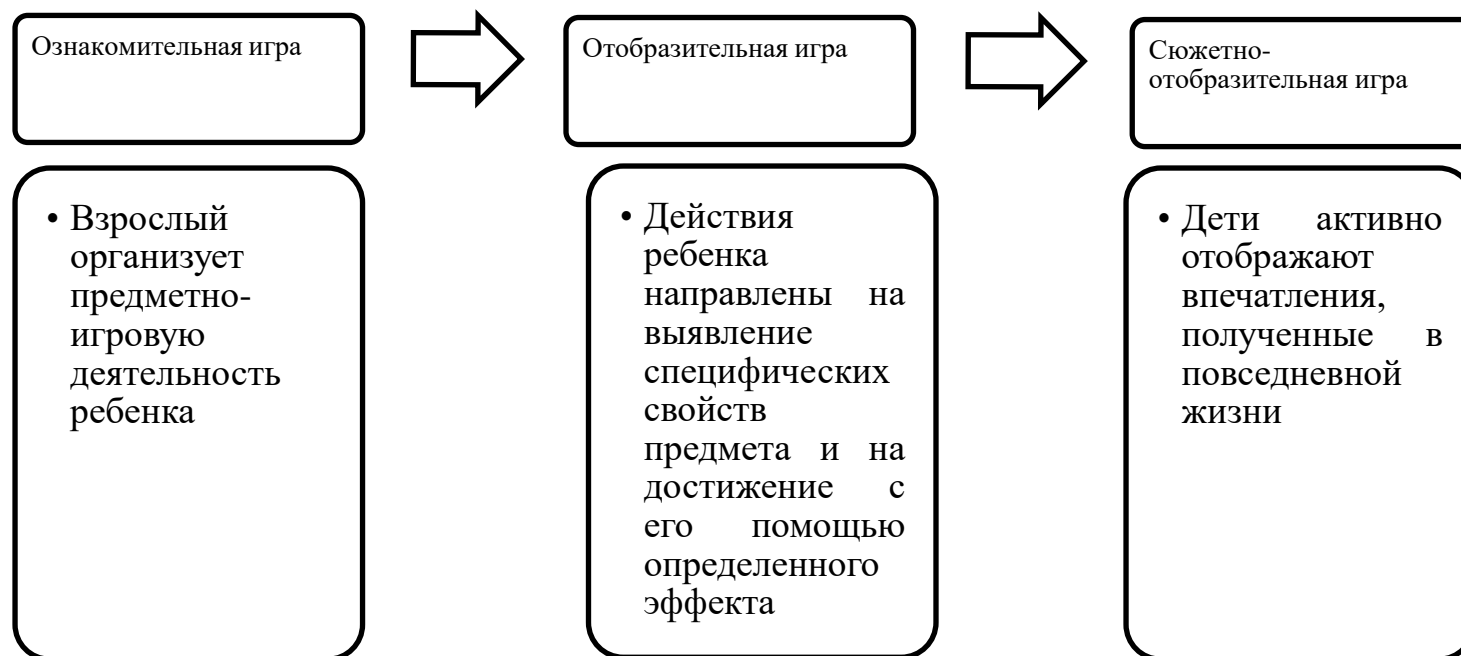 Ознакомительная игра
• Взрослый
организует
предметно-
игровую
деятельность
ребенка
Отобразительная игра
• Действия
ребенка
направлены на
выявление
специфических
свойств
предмета и на
достижение с
его помощью
определенного
эффекта
Сюжетно-
отобразительная игра
• Дети активно
отображают
впечатления,
полученные в
повседневной
жизни